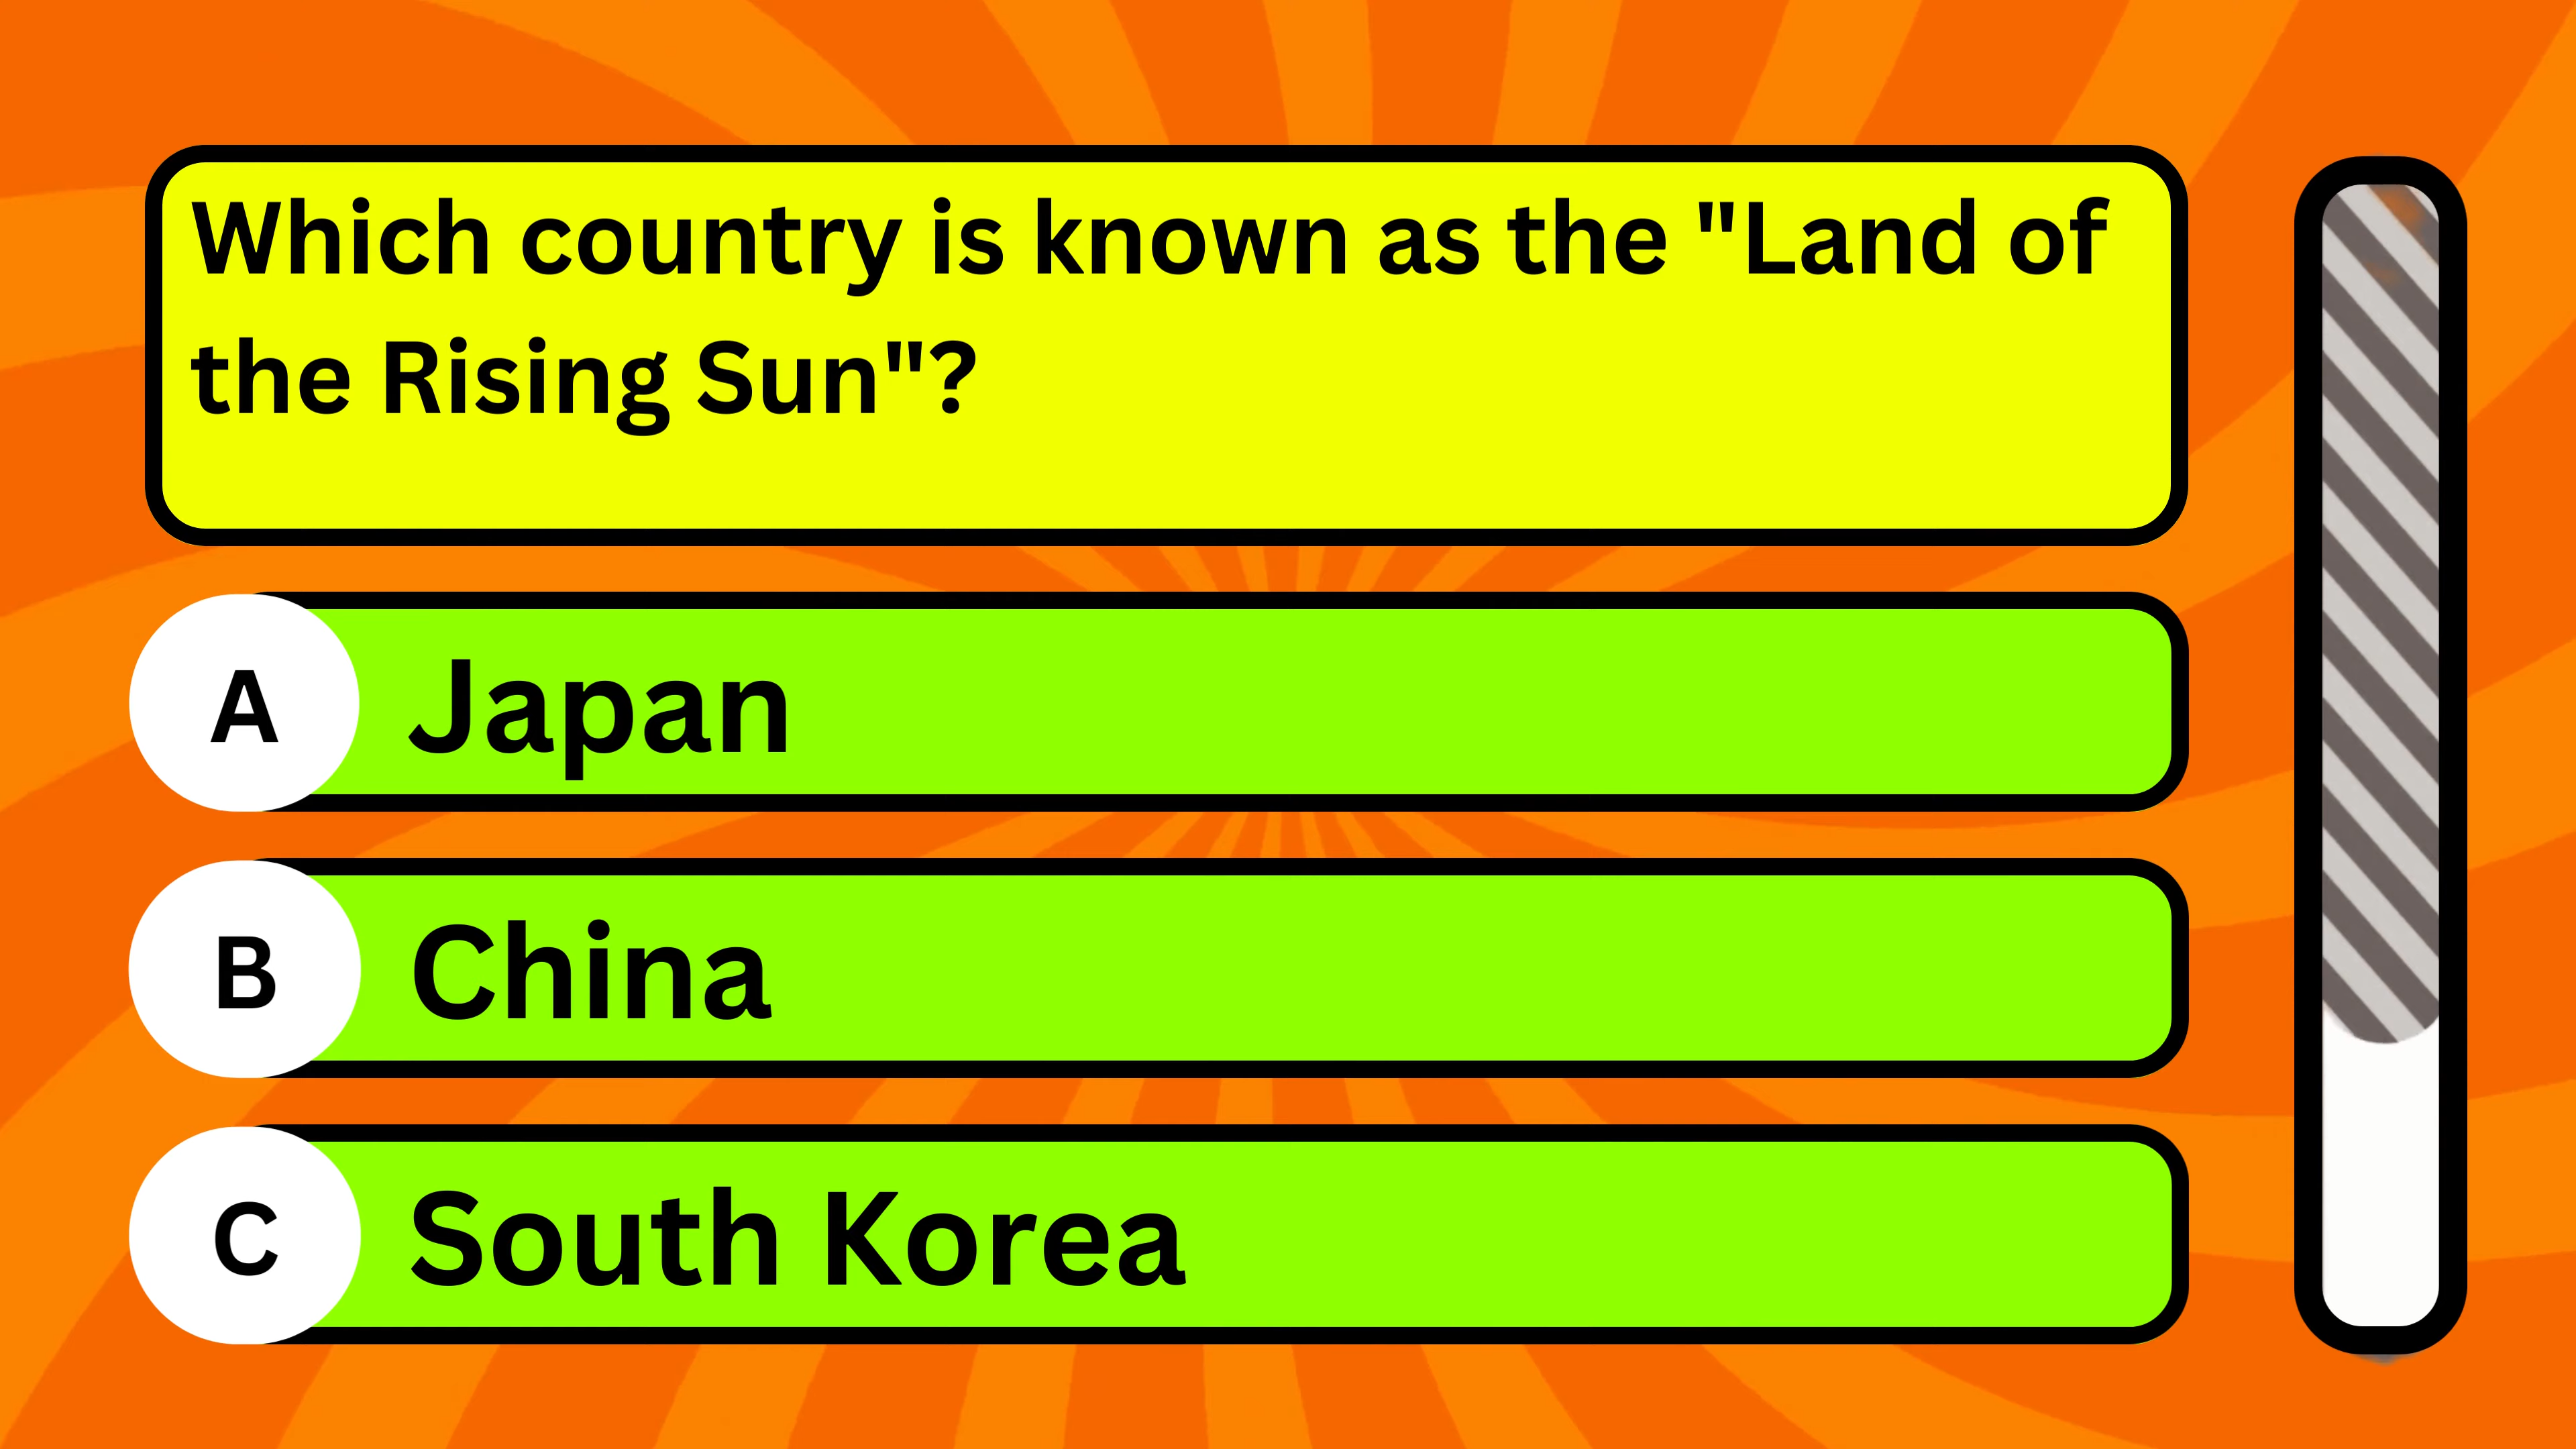 Which country is known as the "Land of
the Rising Sun"?
A Japan
B China
C South Korea